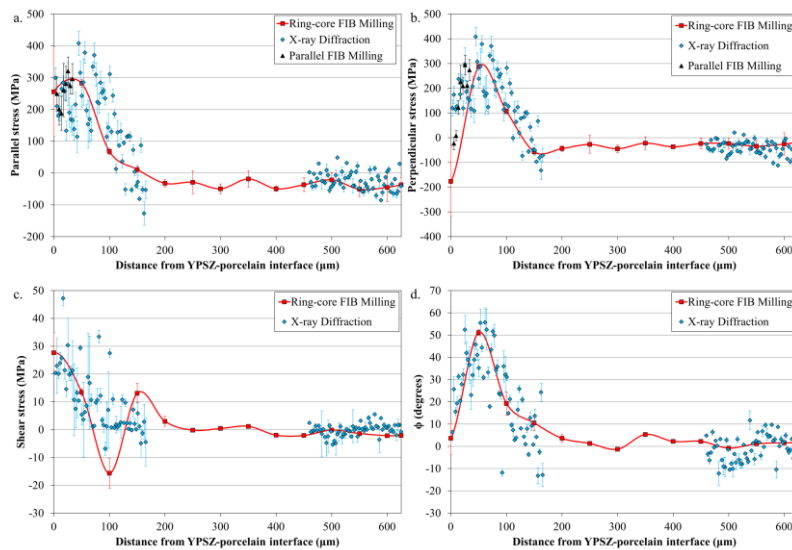 a.
500
400
300
200
100
0
-100
-200
Parallel stress (MPa)
Ring-core FIB Milling
X-ray Diffraction
Parallel FIB Milling
0 100 200 300 400 500 600
Distance from YPSZ-porcelain interface (µm)
b.
500
400
300
200
100
0
-100
-200
-300
-400
Perpendicular stress (MPa)
Ring-core FIB Milling
X-ray Diffraction
Parallel FIB Milling
0 100 200 300 400 500 600
Distance from YPSZ-porcelain interface (µm)
c.
50
40
30
20
10
0
-10
-20
-30
Shear stress (MPa)
Ring-core FIB Milling
X-ray Diffraction
0 100 200 300 400 500 600
Distance from YPSZ-porcelain interface (µm)
d.
70
60
50
40
30
20
10
0
-10
-20
-30
ϕ (degrees)
Ring-core FIB Milling
X-ray Diffraction
0 100 200 300 400 500 600
Distance from YPSZ-porcelain interface (µm)